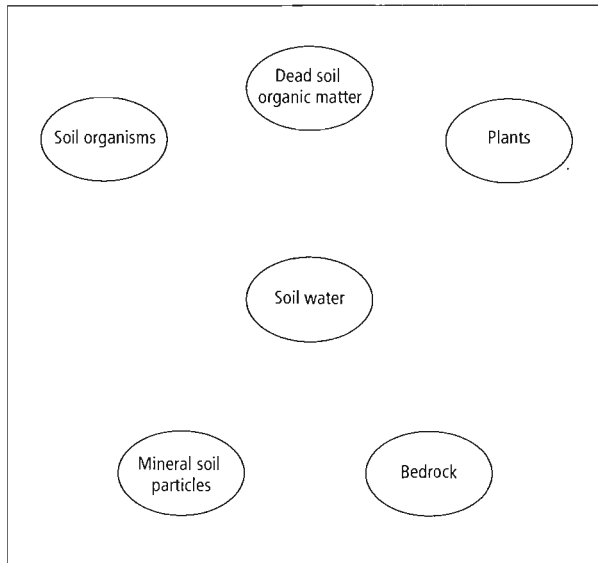 Dead soil
organic matter
Soil organisms
Plants
Soil water
Mineral soil
particles
Bedrock